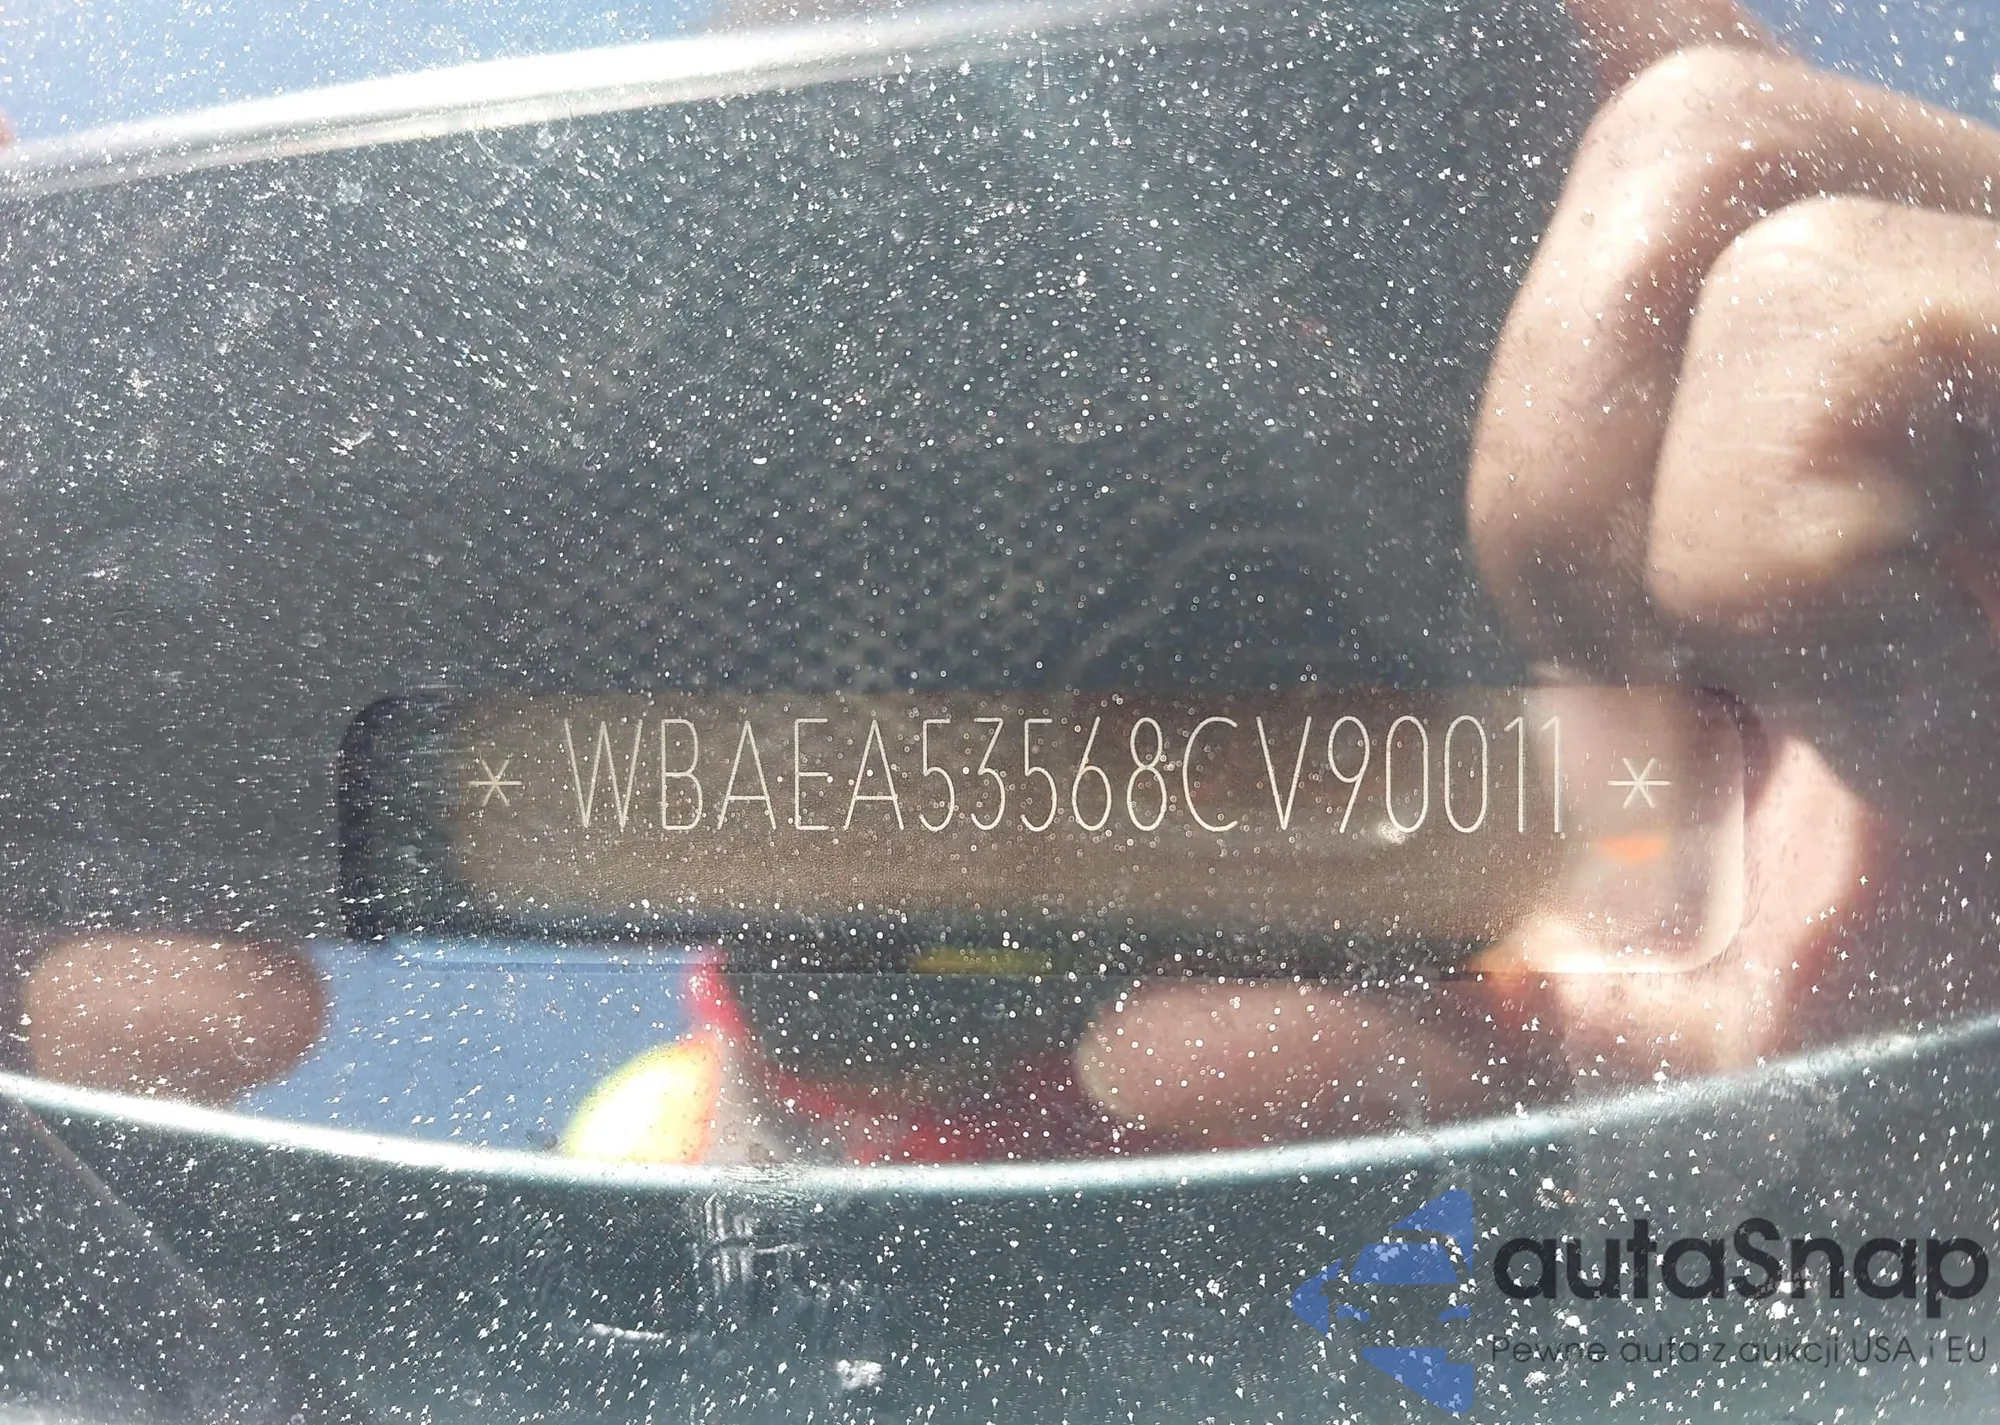 * WBAEA53568CV90011 *
autaSnap
Pewne auta z aukcji USA i EU